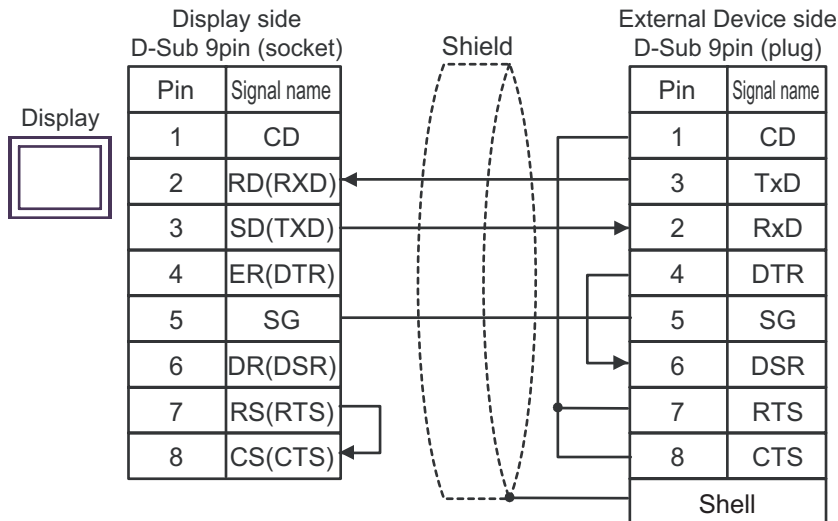 Display side
D-Sub 9pin (socket)
Shield
External Device side
D-Sub 9pin (plug)
Display
Pin Signal name
1 CD
2 RD(RXD)
3 SD(TXD)
4 ER(DTR)
5 SG
6 DR(DSR)
7 RS(RTS)
8 CS(CTS)
Pin Signal name
1 CD
3 TxD
2 RxD
4 DTR
5 SG
6 DSR
7 RTS
8 CTS
Shell